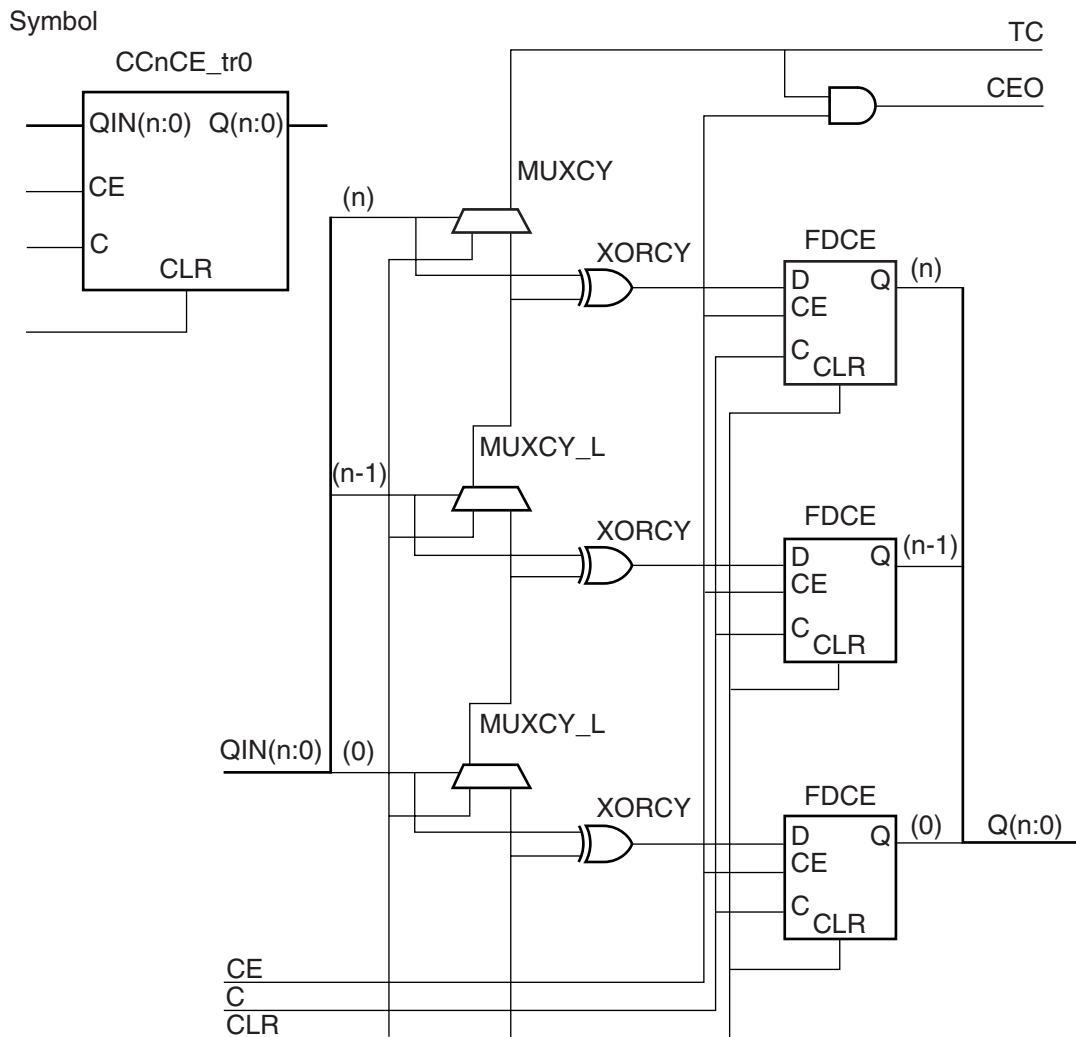 Symbol
CCnCE_tr0
QIN(n:0) Q(n:0)
CE
C
CLR
TC
CEO
MUXCY
(n)
XORCY
FDCE
D Q
CE
C
CLR
(n)
MUXCY_L
(n-1)
XORCY
FDCE
D Q
CE
C
CLR
(n-1)
MUXCY_L
QIN(n:0) (0)
XORCY
FDCE
D Q
CE
C
CLR
(0) Q(n:0)
CE
C
CLR